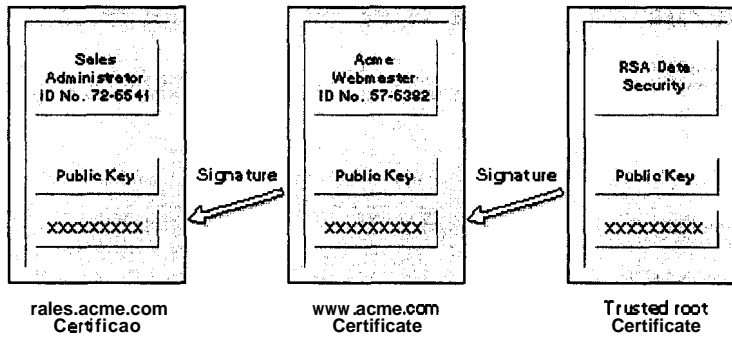 Sales
Administrator
ID No. 72-6541
Public Key
XXXXXXXXX
rales.acme.com
Certificao
Signature
Acme
Webmaster
ID No. 57-6382
Public Key
XXXXXXXXX
www.acme.com
Certificate
Signature
RSA Data
Security
Public Key
XXXXXXXXX
Trusted root
Certificate